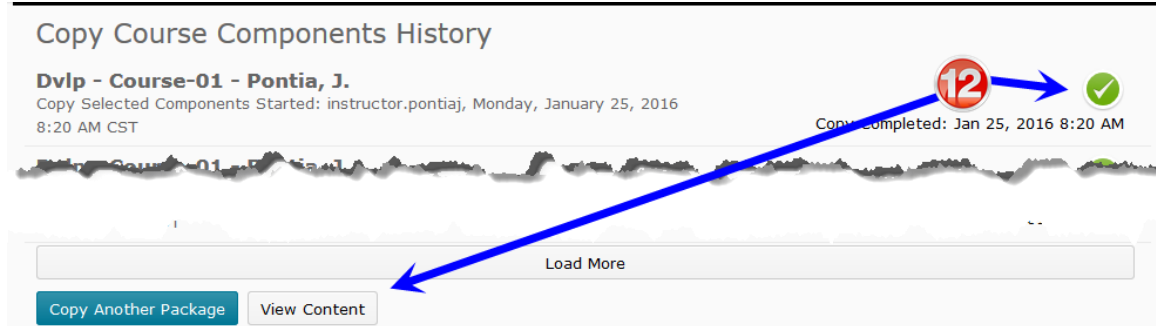 Copy Course Components History
Dvlp - Course-01 - Pontia, J.
Copy Selected Components Started: instructor.pontiaj, Monday, January 25, 2016
8:20 AM CST
12
Copy Completed: Jan 25, 2016 8:20 AM
Load More
Copy Another Package
View Content